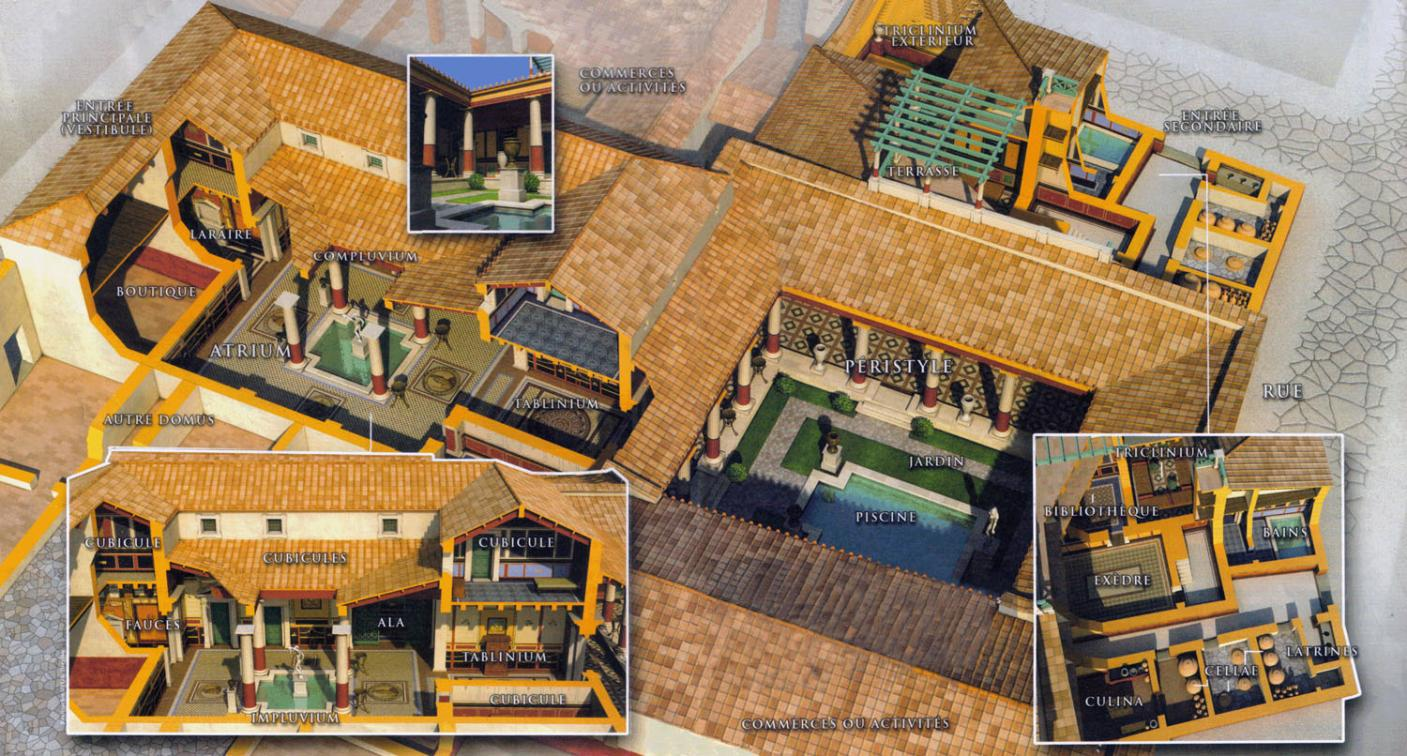 TRICLINIUM
EXTÉRIEUR
COMMERCES
OU ACTIVITÉS
ENTRÉE
PRINCIPALE
(VESTIBULE)
ENTRÉE
SECONDAIRE
TERRASSE
LARAIRE
COMPLUVIUM
BOUTIQUE
ATRIUM
PÉRISTYLE
RUE
TABLINIUM
AUTRE DOMUS
JARDIN
PISCINE
CUBICULE
CUBICULES
CUBICULE
FAUCES
ALA
TABLINIUM
CUBICULE
IMPLUVIUM
TRICLINIUM
BIBLIOTHÈQUE
BAINS
EXÈDRE
LATRINES
CELLAE
CULINA
COMMERCES OU ACTIVITÉS